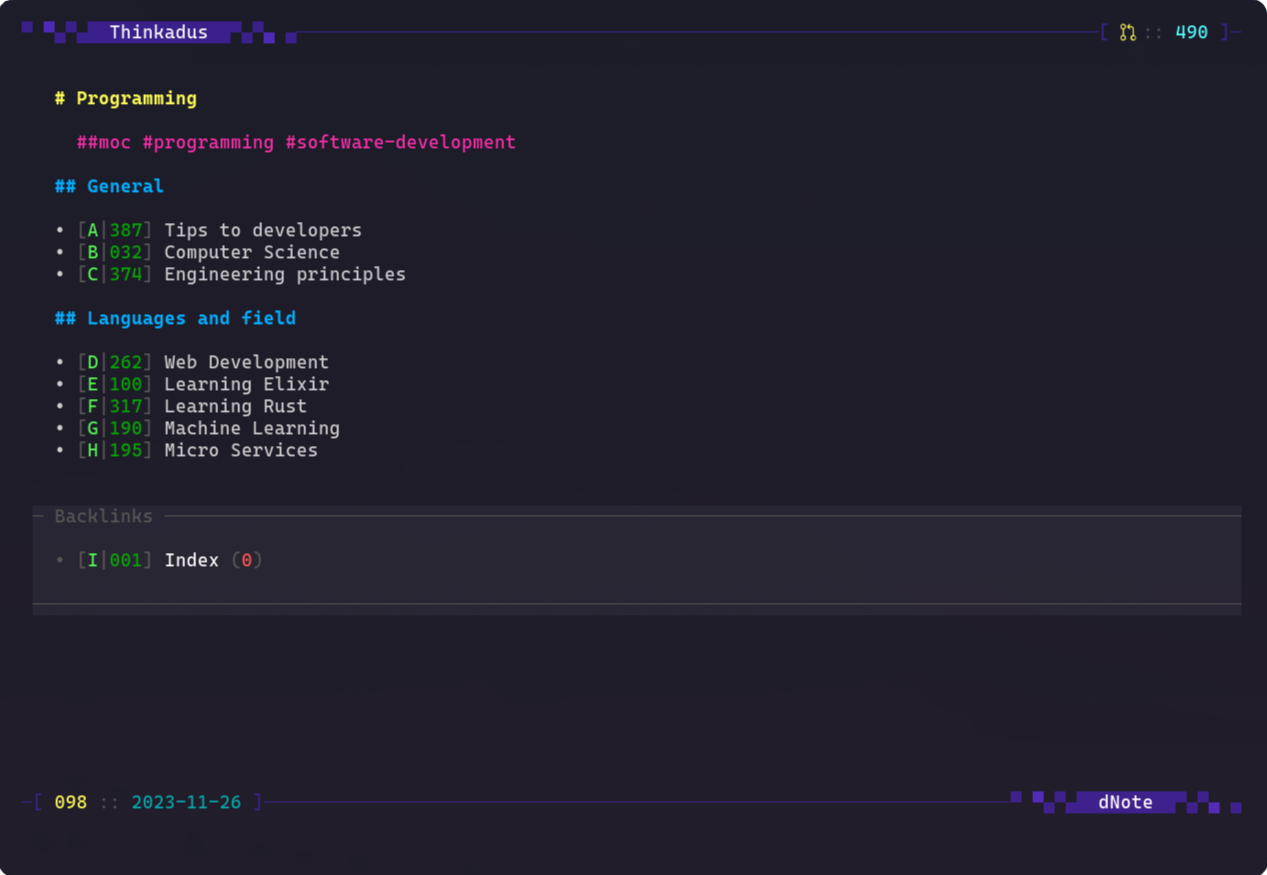 Thinkadus [ :: 490 ]
# Programming
##moc #programming #software-development
## General
• [A|387] Tips to developers
• [B|032] Computer Science
• [C|374] Engineering principles
## Languages and field
• [D|262] Web Development
• [E|100] Learning Elixir
• [F|317] Learning Rust
• [G|190] Machine Learning
• [H|195] Micro Services
Backlinks
• [I|001] Index (0)
[ 098 :: 2023-11-26 ] dNote